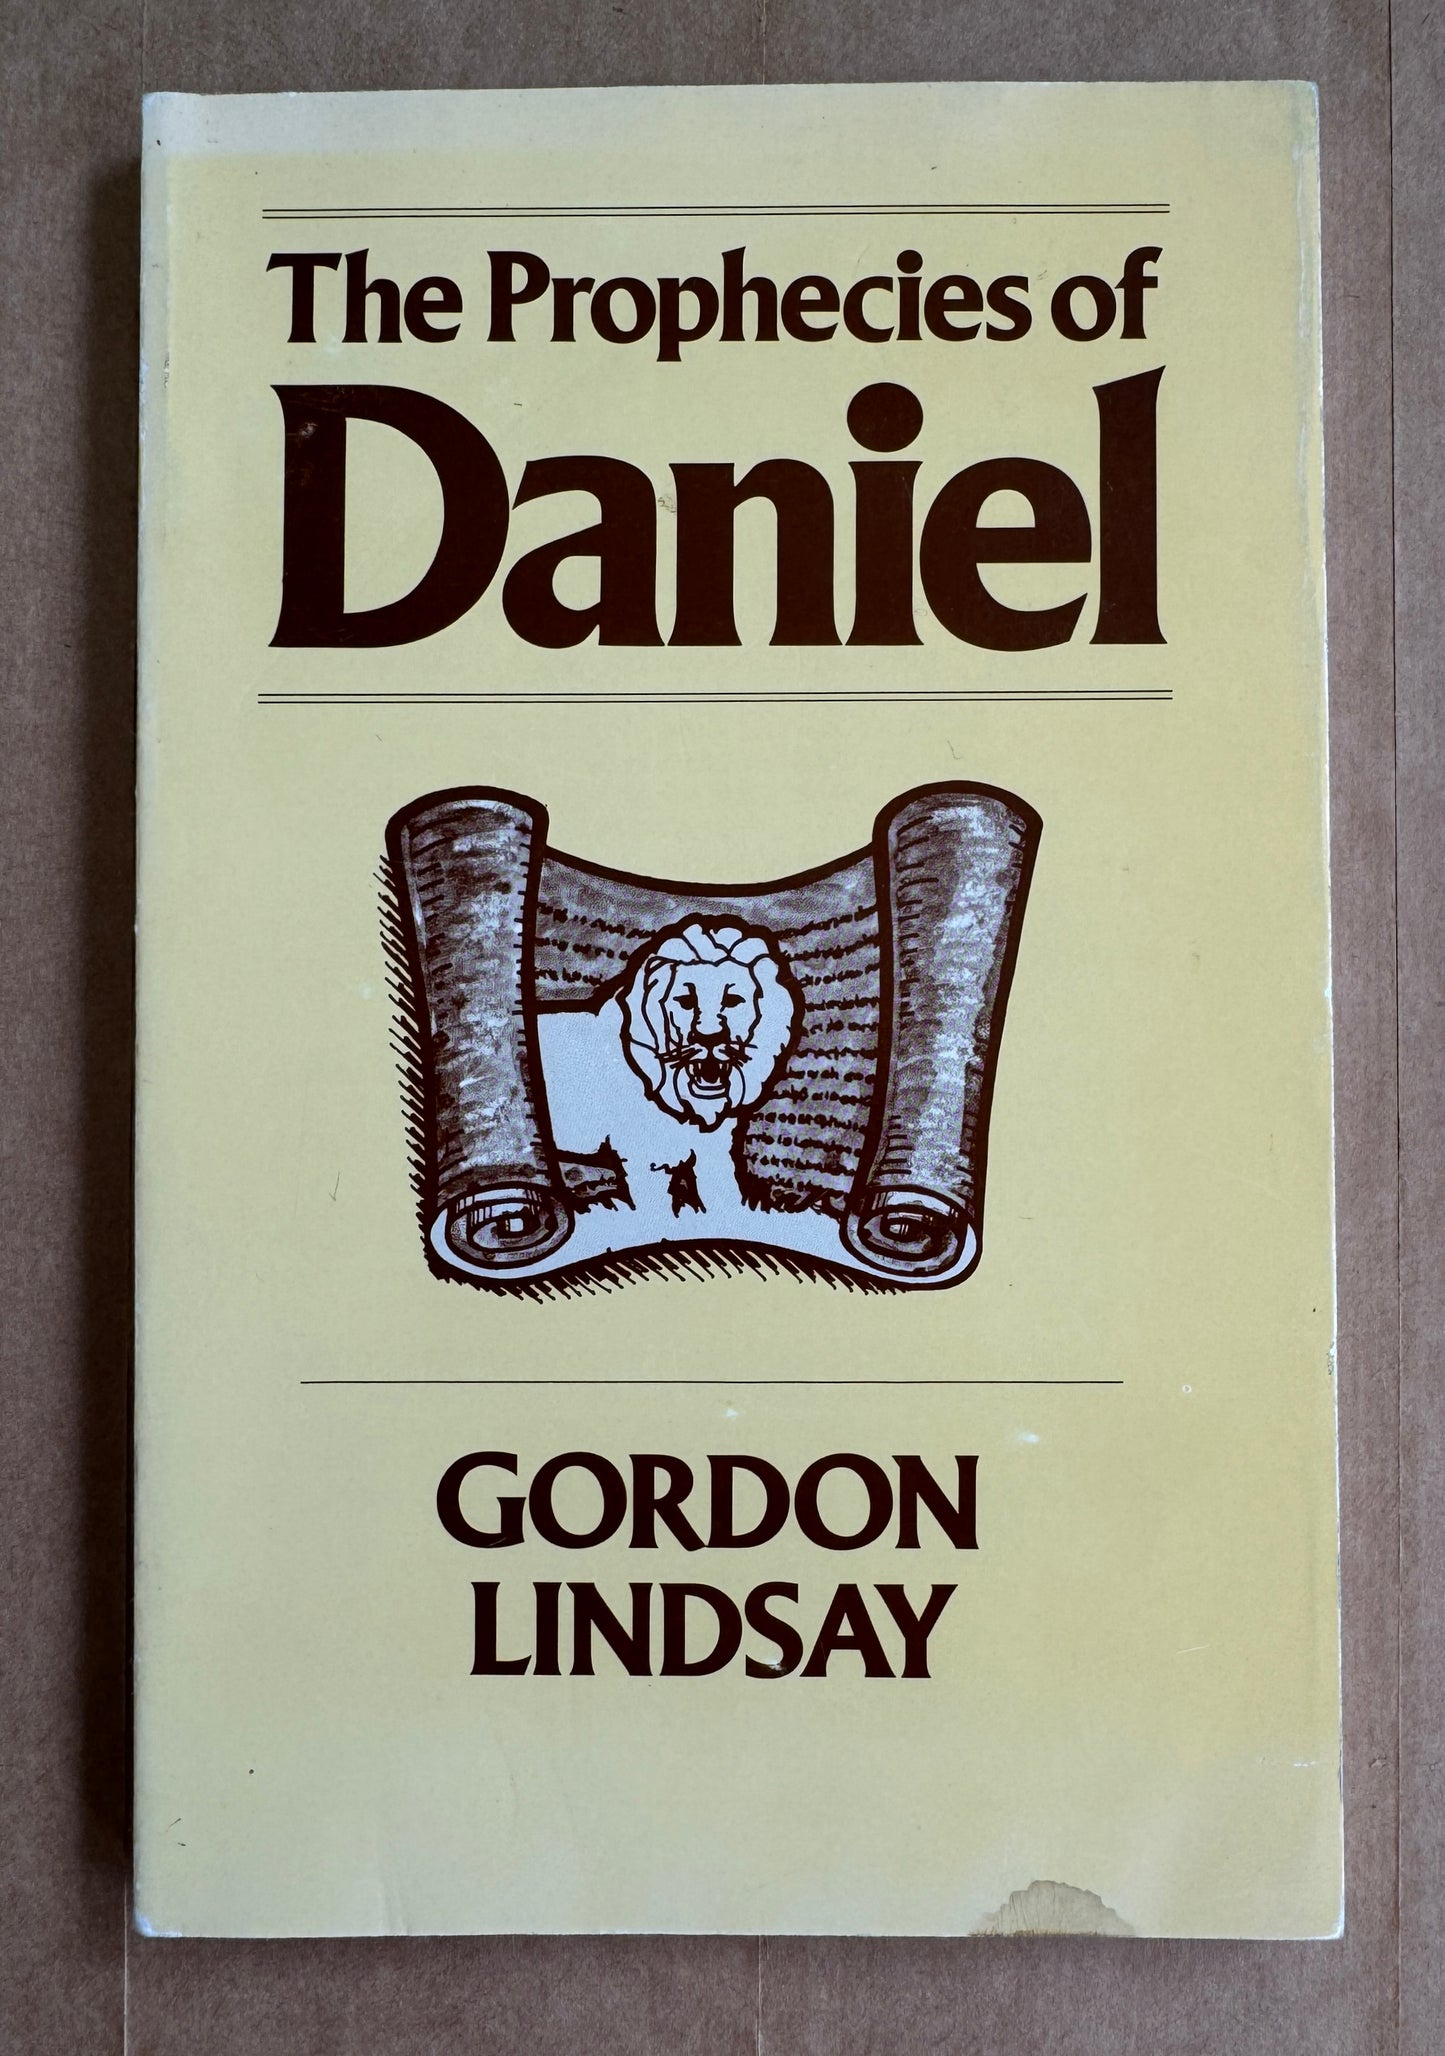 The Prophecies of
Daniel
GORDON
LINDSAY